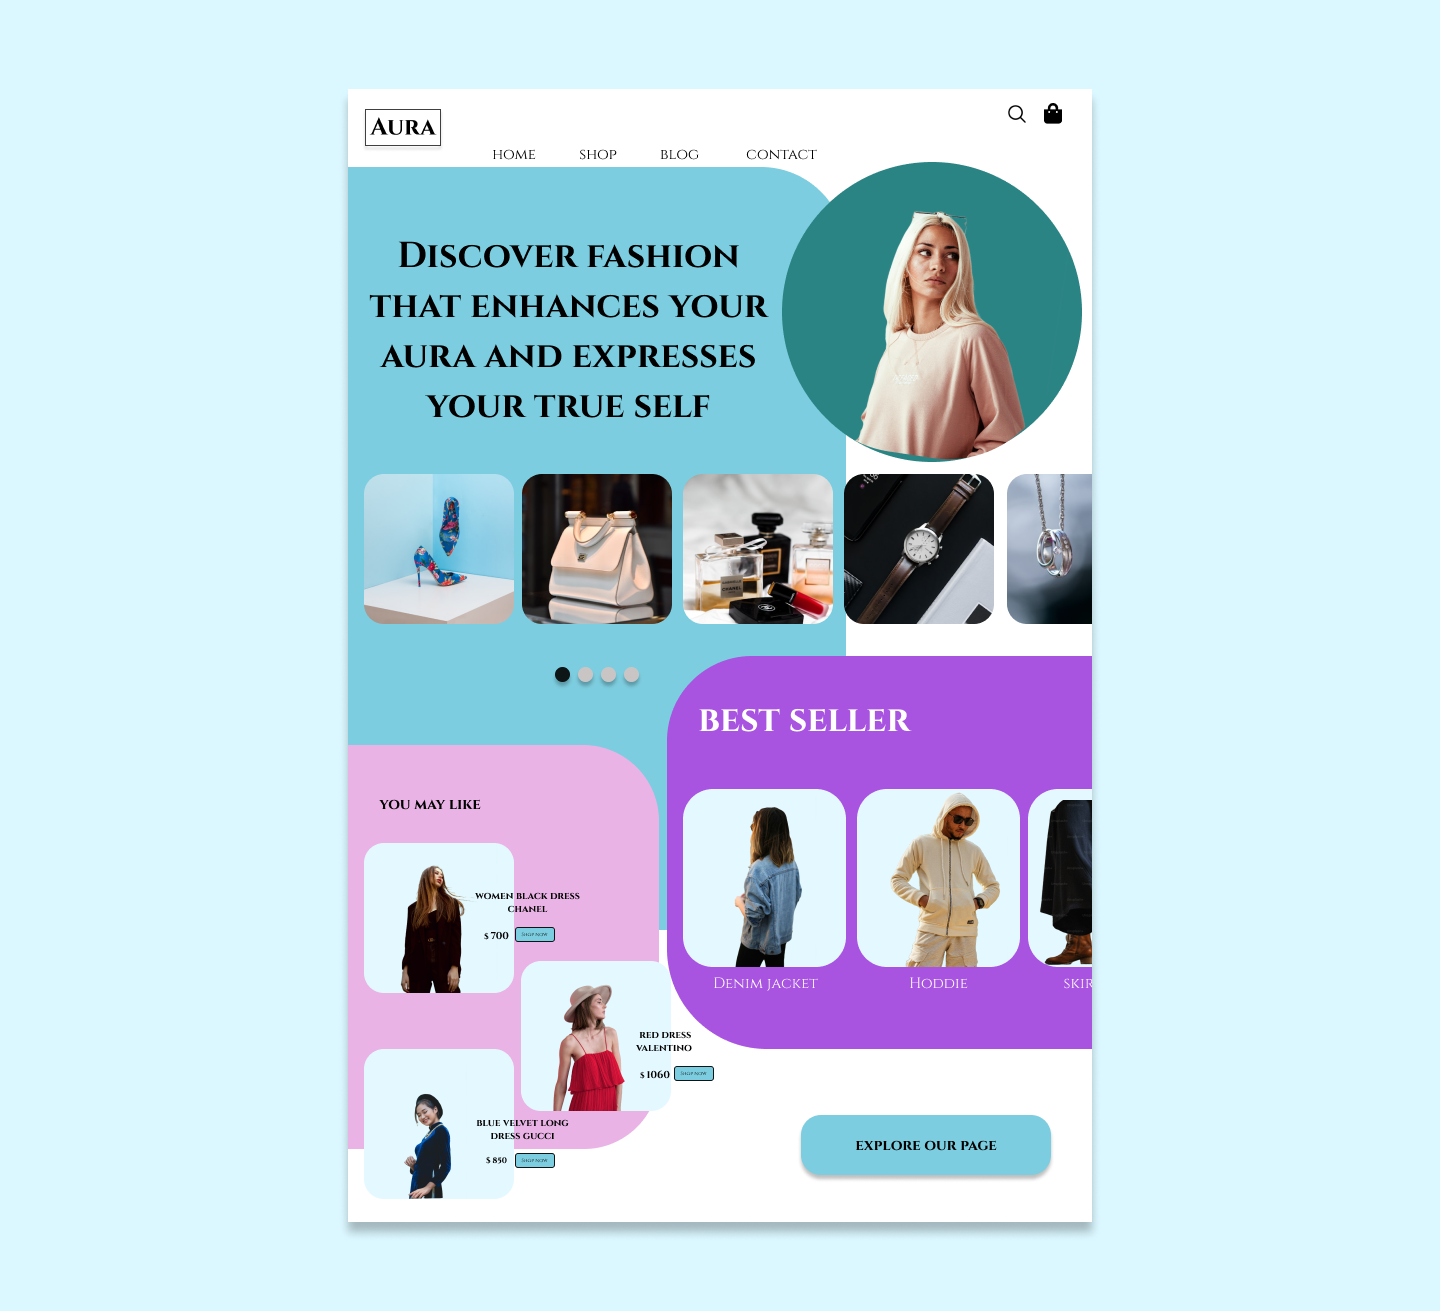 AURA
HOME SHOP BLOG CONTACT
DISCOVER FASHION
THAT ENHANCES YOUR
AURA AND EXPRESSES
YOUR TRUE SELF
CHANEL
BEST SELLER
YOU MAY LIKE
WOMEN BLACK DRESS
CHANEL
$ 700 SHOP NOW
DENIM JACKET HODDIE SKIR
RED DRESS
VALENTINO
$ 1060 SHOP NOW
BLUE VELVET LONG
DRESS GUCCI
$ 850 SHOP NOW
EXPLORE OUR PAGE